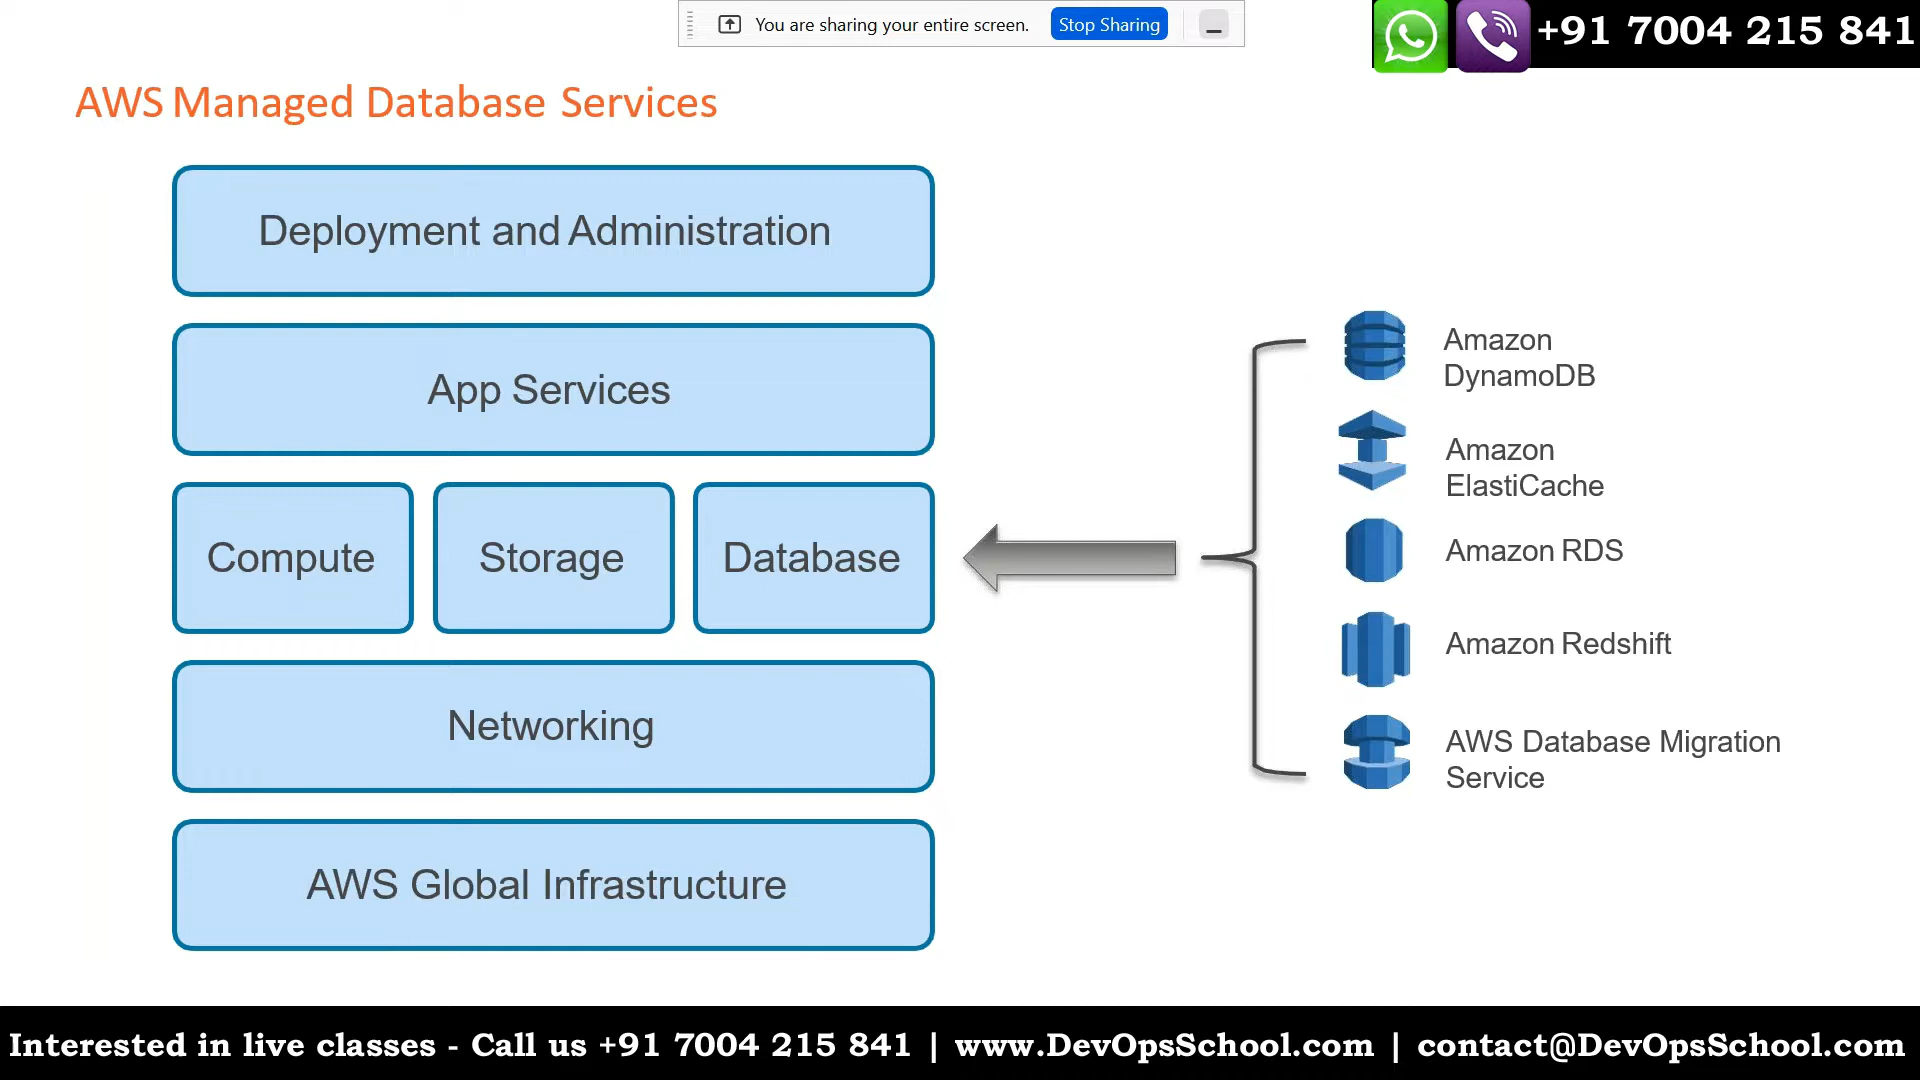 You are sharing your entire screen.
Stop Sharing
+91 7004 215 841
AWS Managed Database Services
Deployment and Administration
App Services
Compute
Storage
Database
Networking
AWS Global Infrastructure
Amazon
DynamoDB
Amazon
ElastiCache
Amazon RDS
Amazon Redshift
AWS Database Migration
Service
Interested in live classes - Call us +91 7004 215 841 | www.DevOpsSchool.com | contact@DevOpsSchool.com